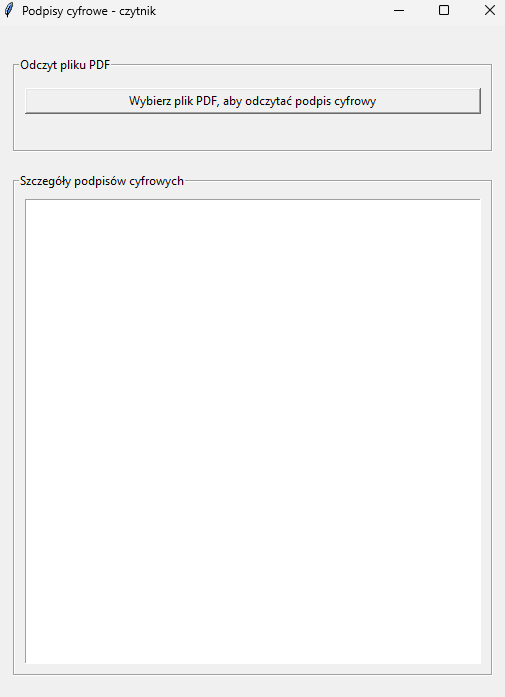 Podpisy cyfrowe - czytnik
Odczyt pliku PDF
Wybierz plik PDF, aby odczytać podpis cyfrowy
Szczegóły podpisów cyfrowych